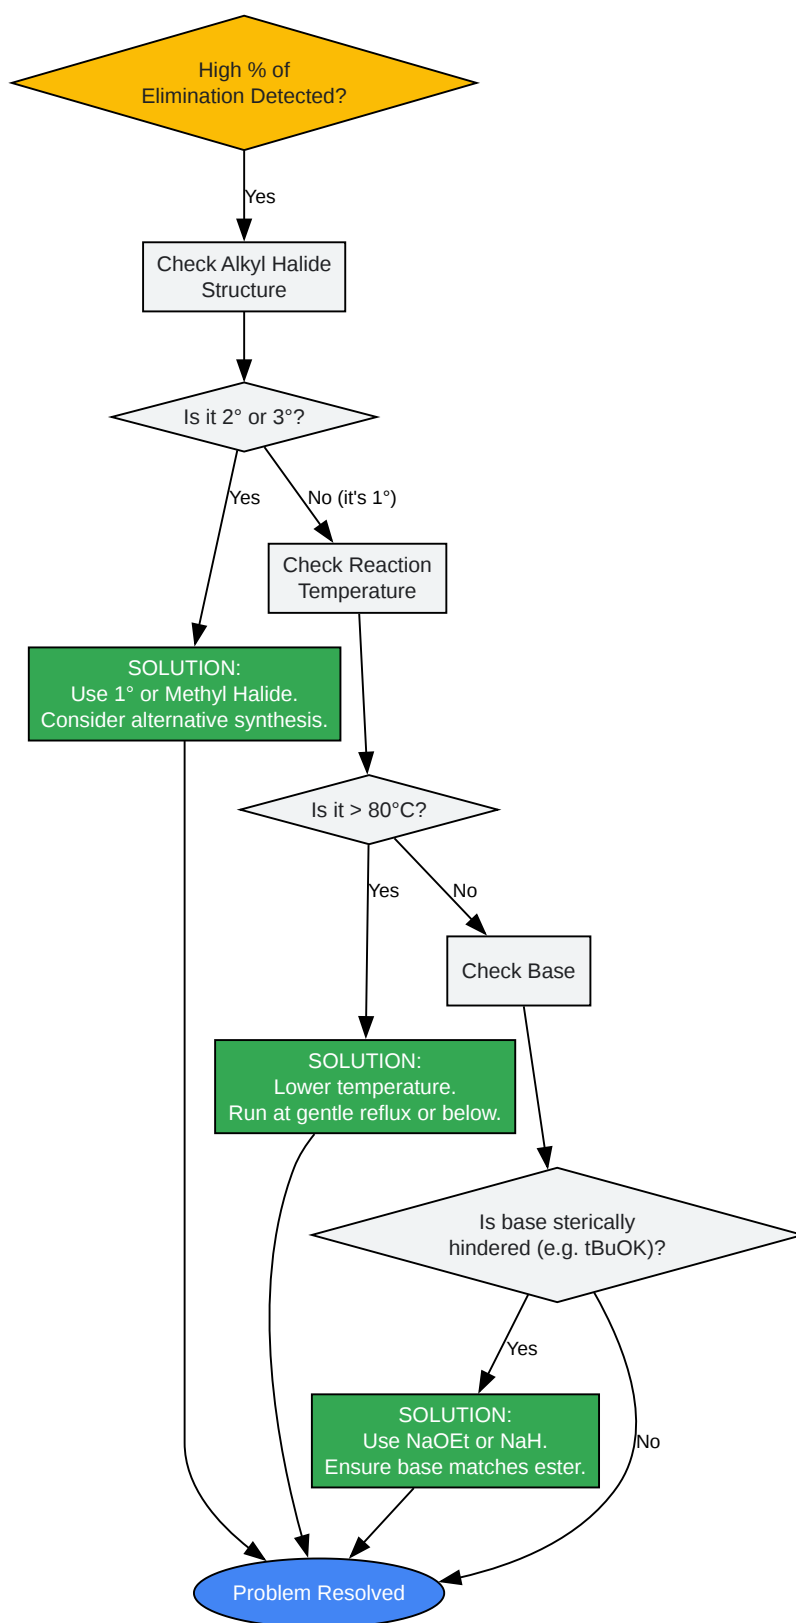 High % of
Elimination Detected?
Yes
Check Alkyl Halide
Structure
Is it 2° or 3°?
Yes
No (it's 1°)
Check Reaction
Temperature
SOLUTION:
Use 1° or Methyl Halide.
Consider alternative synthesis.
Is it > 80°C?
Yes
No
Check Base
SOLUTION:
Lower temperature.
Run at gentle reflux or below.
Is base sterically
hindered (e.g. tBuOK)?
Yes
No
SOLUTION:
Use NaOEt or NaH.
Ensure base matches ester.
Problem Resolved